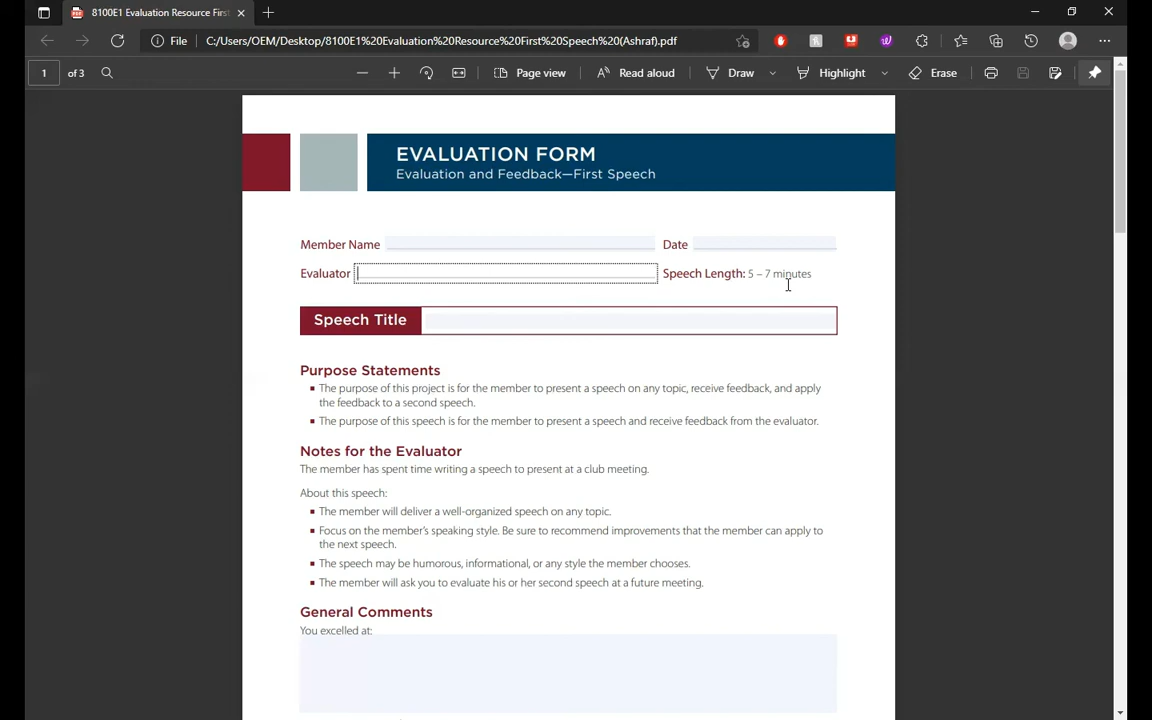 8100E1 Evaluation Resource Firs
File C:/Users/OEM/Desktop/8100E1%20Evaluation%20Resource%20First%20Speech%20(Ashraf).pdf
1 of 3 Page view Read aloud Draw Highlight Erase
EVALUATION FORM
Evaluation and Feedback—First Speech
Member Name Date
Evaluator Speech Length: 5 – 7 minutes
Speech Title
Purpose Statements
The purpose of this project is for the member to present a speech on any topic, receive feedback, and apply
the feedback to a second speech.
The purpose of this speech is for the member to present a speech and receive feedback from the evaluator.
Notes for the Evaluator
The member has spent time writing a speech to present at a club meeting.
About this speech:
The member will deliver a well-organized speech on any topic.
Focus on the member's speaking style. Be sure to recommend improvements that the member can apply to
the next speech.
The speech may be humorous, informational, or any style the member chooses.
The member will ask you to evaluate his or her second speech at a future meeting.
General Comments
You excelled at: